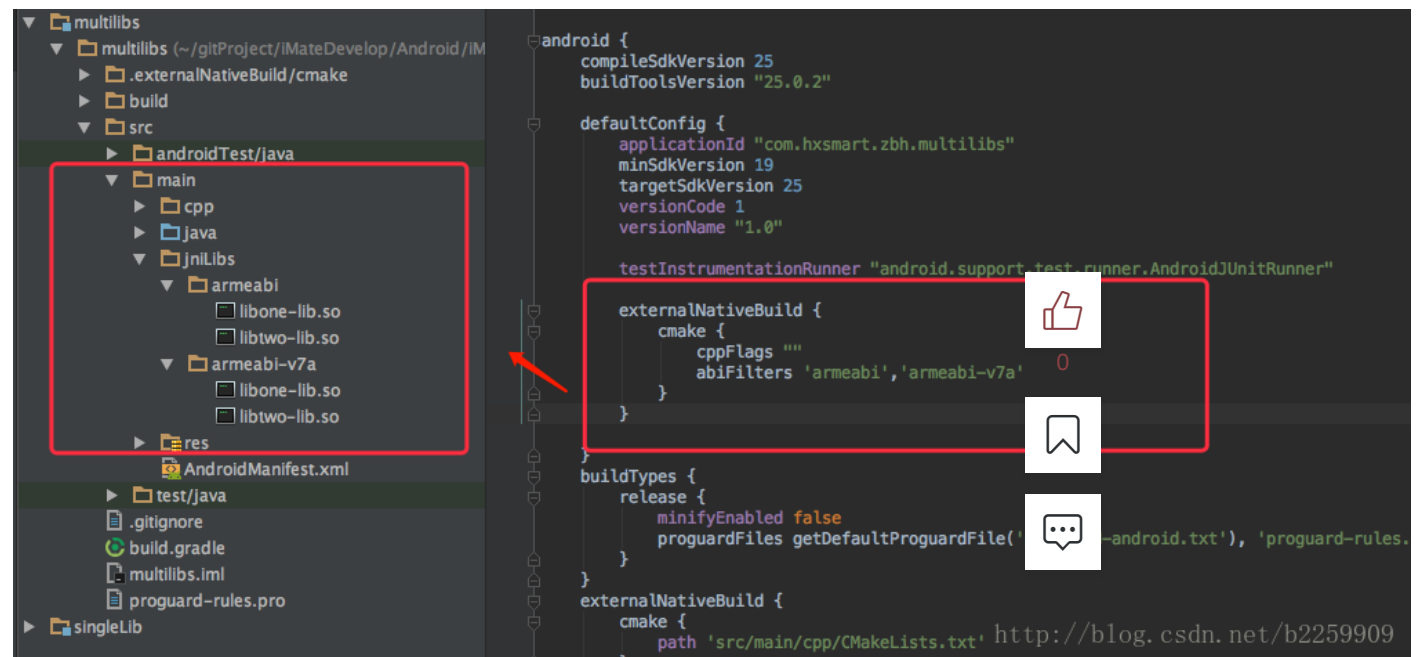 multilibs
multilibs (~/gitProject/iMateDevelop/Android/iM
.externalNativeBuild/cmake
build
src
androidTest/java
main
cpp
java
jniLibs
armeabi
libone-lib.so
libtwo-lib.so
armeabi-v7a
libone-lib.so
libtwo-lib.so
res
AndroidManifest.xml
test/java
.gitignore
build.gradle
multilibs.iml
proguard-rules.pro
singleLib
android {
compileSdkVersion 25
buildToolsVersion "25.0.2"
defaultConfig {
applicationId "com.hxsmart.zbh.multilibs"
minSdkVersion 19
targetSdkVersion 25
versionCode 1
versionName "1.0"
testInstrumentationRunner "android.support.test.runner.AndroidJUnitRunner"
externalNativeBuild {
cmake {
cppFlags ""
abiFilters 'armeabi','armeabi-v7a'
}
}
}
buildTypes {
release {
minifyEnabled false
proguardFiles getDefaultProguardFile(' -android.txt'), 'proguard-rules.
}
}
externalNativeBuild {
cmake {
path 'src/main/cpp/CMakeLists.txt'
0
http://blog.csdn.net/b2259909